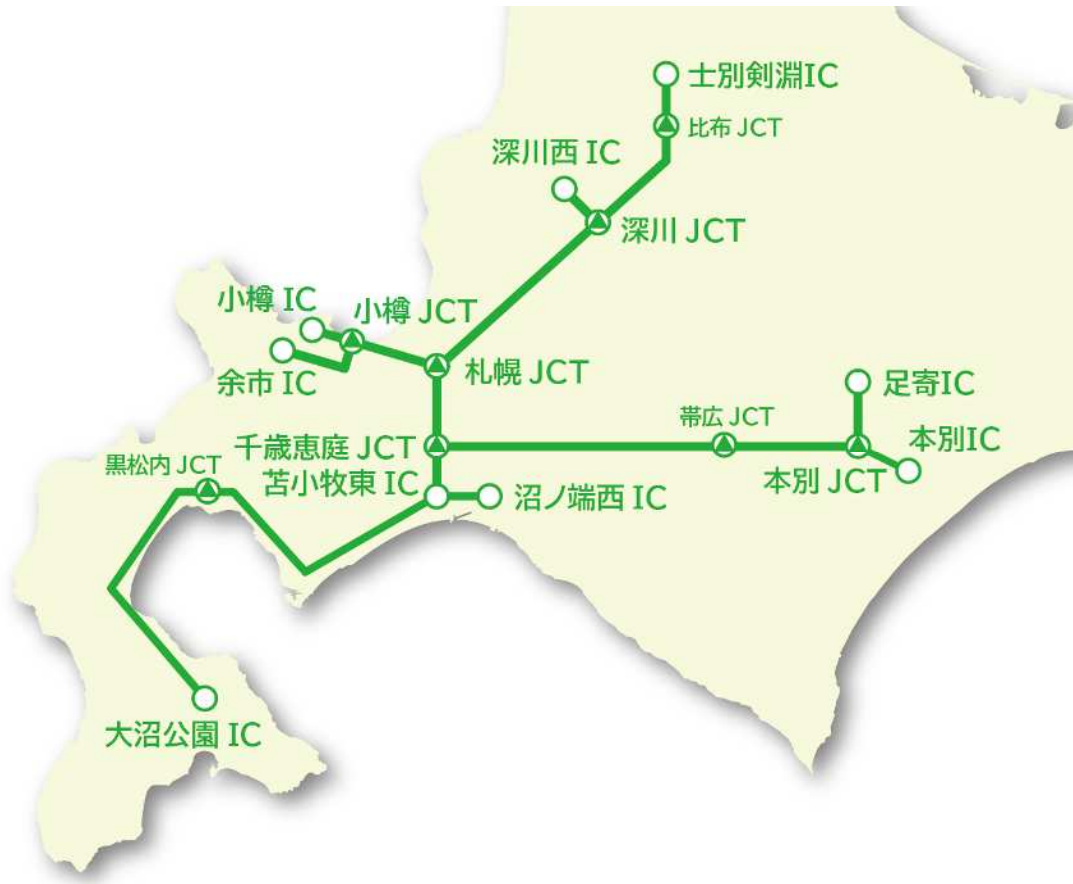 士別剣淵IC
比布 JCT
深川西 IC
深川 JCT
小樽 IC
小樽 JCT
余市 IC
札幌 JCT
足寄IC
帯広 JCT
千歳恵庭 JCT
本別IC
黒松内 JCT
苫小牧東 IC
沼ノ端西 IC
本別 JCT
大沼公園 IC